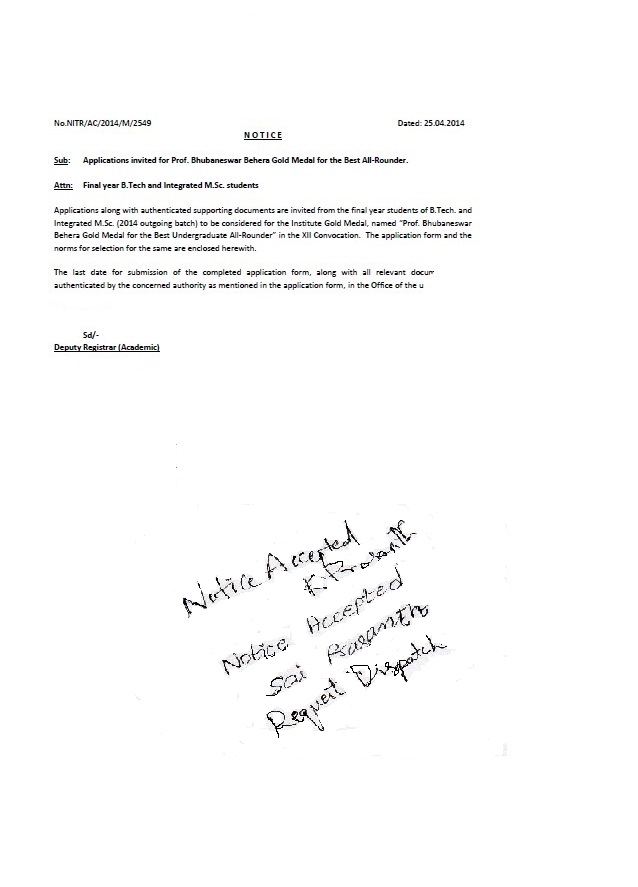 No.NITR/AC/2014/M/2549 Dated: 25.04.2014
NOTICE
Sub: Applications invited for Prof. Bhubaneswar Behera Gold Medal for the Best All-Rounder.
Attn: Final year B.Tech and Integrated M.Sc. students
Applications along with authenticated supporting documents are invited from the final year students of B.Tech. and
Integrated M.Sc. (2014 outgoing batch) to be considered for the Institute Gold Medal, named “Prof. Bhubaneswar
Behera Gold Medal for the Best Undergraduate All-Rounder” in the XII Convocation. The application form and the
norms for selection for the same are enclosed herewith.
The last date for submission of the completed application form, along with all relevant docum
authenticated by the concerned authority as mentioned in the application form, in the Office of the u
Sd/-
Deputy Registrar (Academic)
Notice Accepted
K. Prasanth
Notice Accepted
Sai Prasanth
Request Dispatch